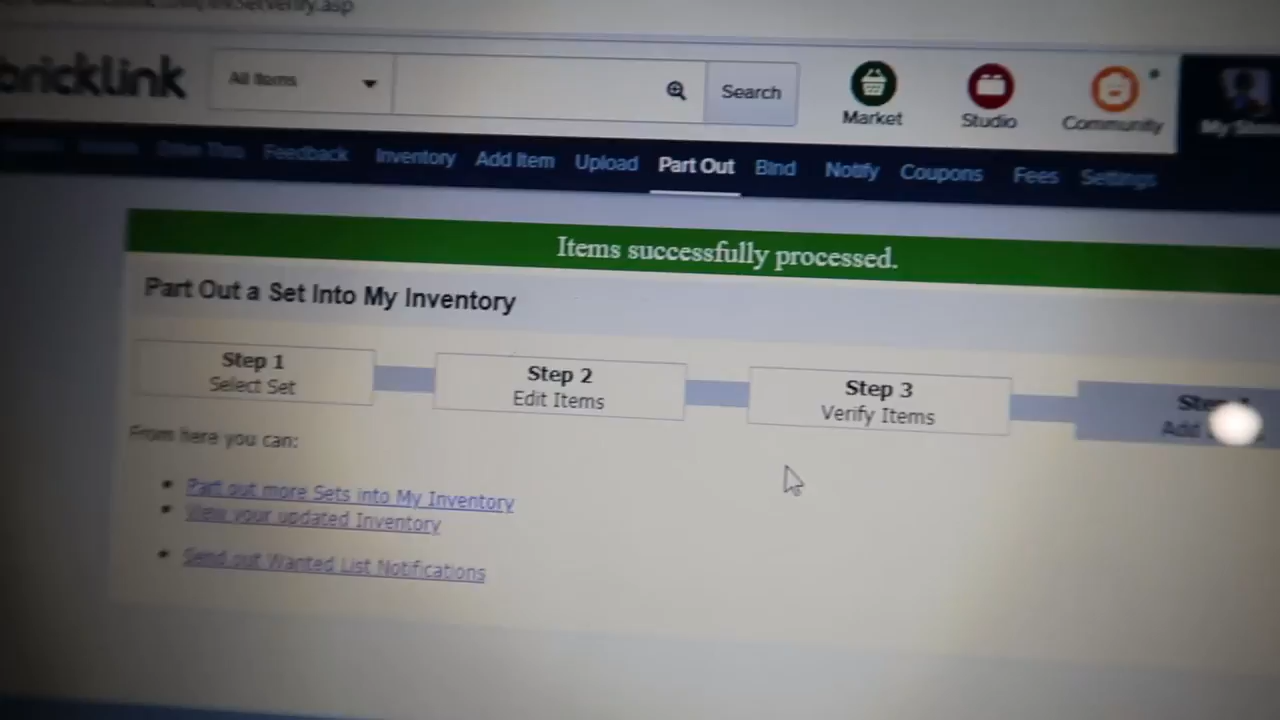 bricklink
All Items
Search
Market
Studio
Community
Feedback
Inventory
Add Item
Upload
Part Out
Bind
Notify
Coupons
Fees
Settings
Items successfully processed.
Part Out a Set Into My Inventory
Step 1
Select Set
Step 2
Edit Items
Step 3
Verify Items
Add
From here you can:
Part out more Sets into My Inventory
View your updated Inventory
Send out Wanted List Notifications